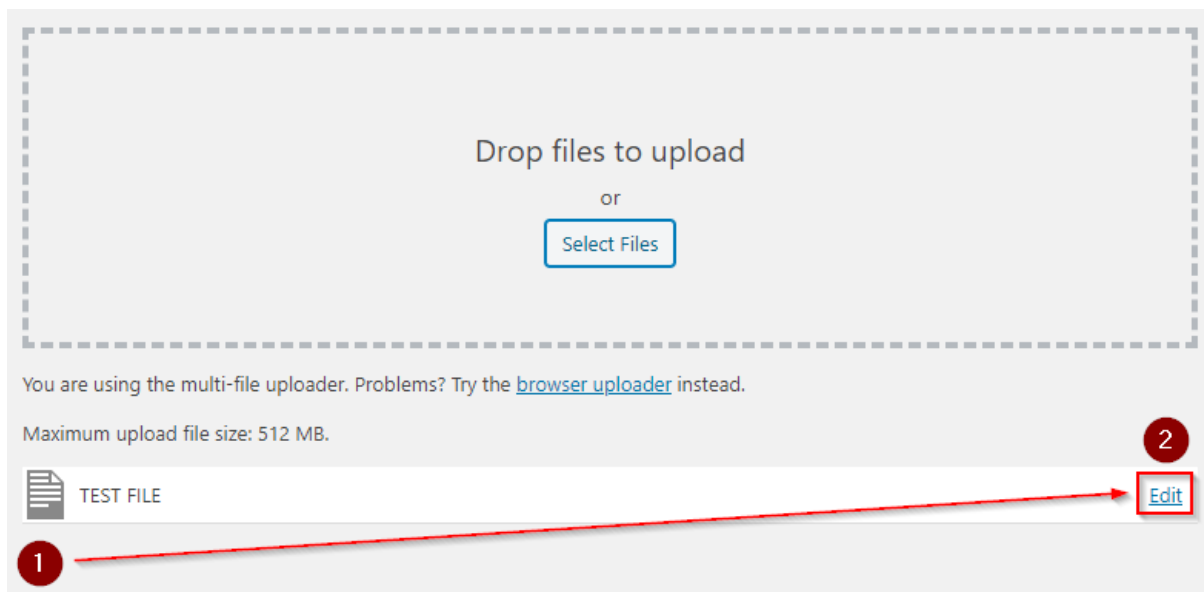 Drop files to upload
or
Select Files
You are using the multi-file uploader. Problems? Try the browser uploader instead.
Maximum upload file size: 512 MB.
2
TEST FILE
Edit
1